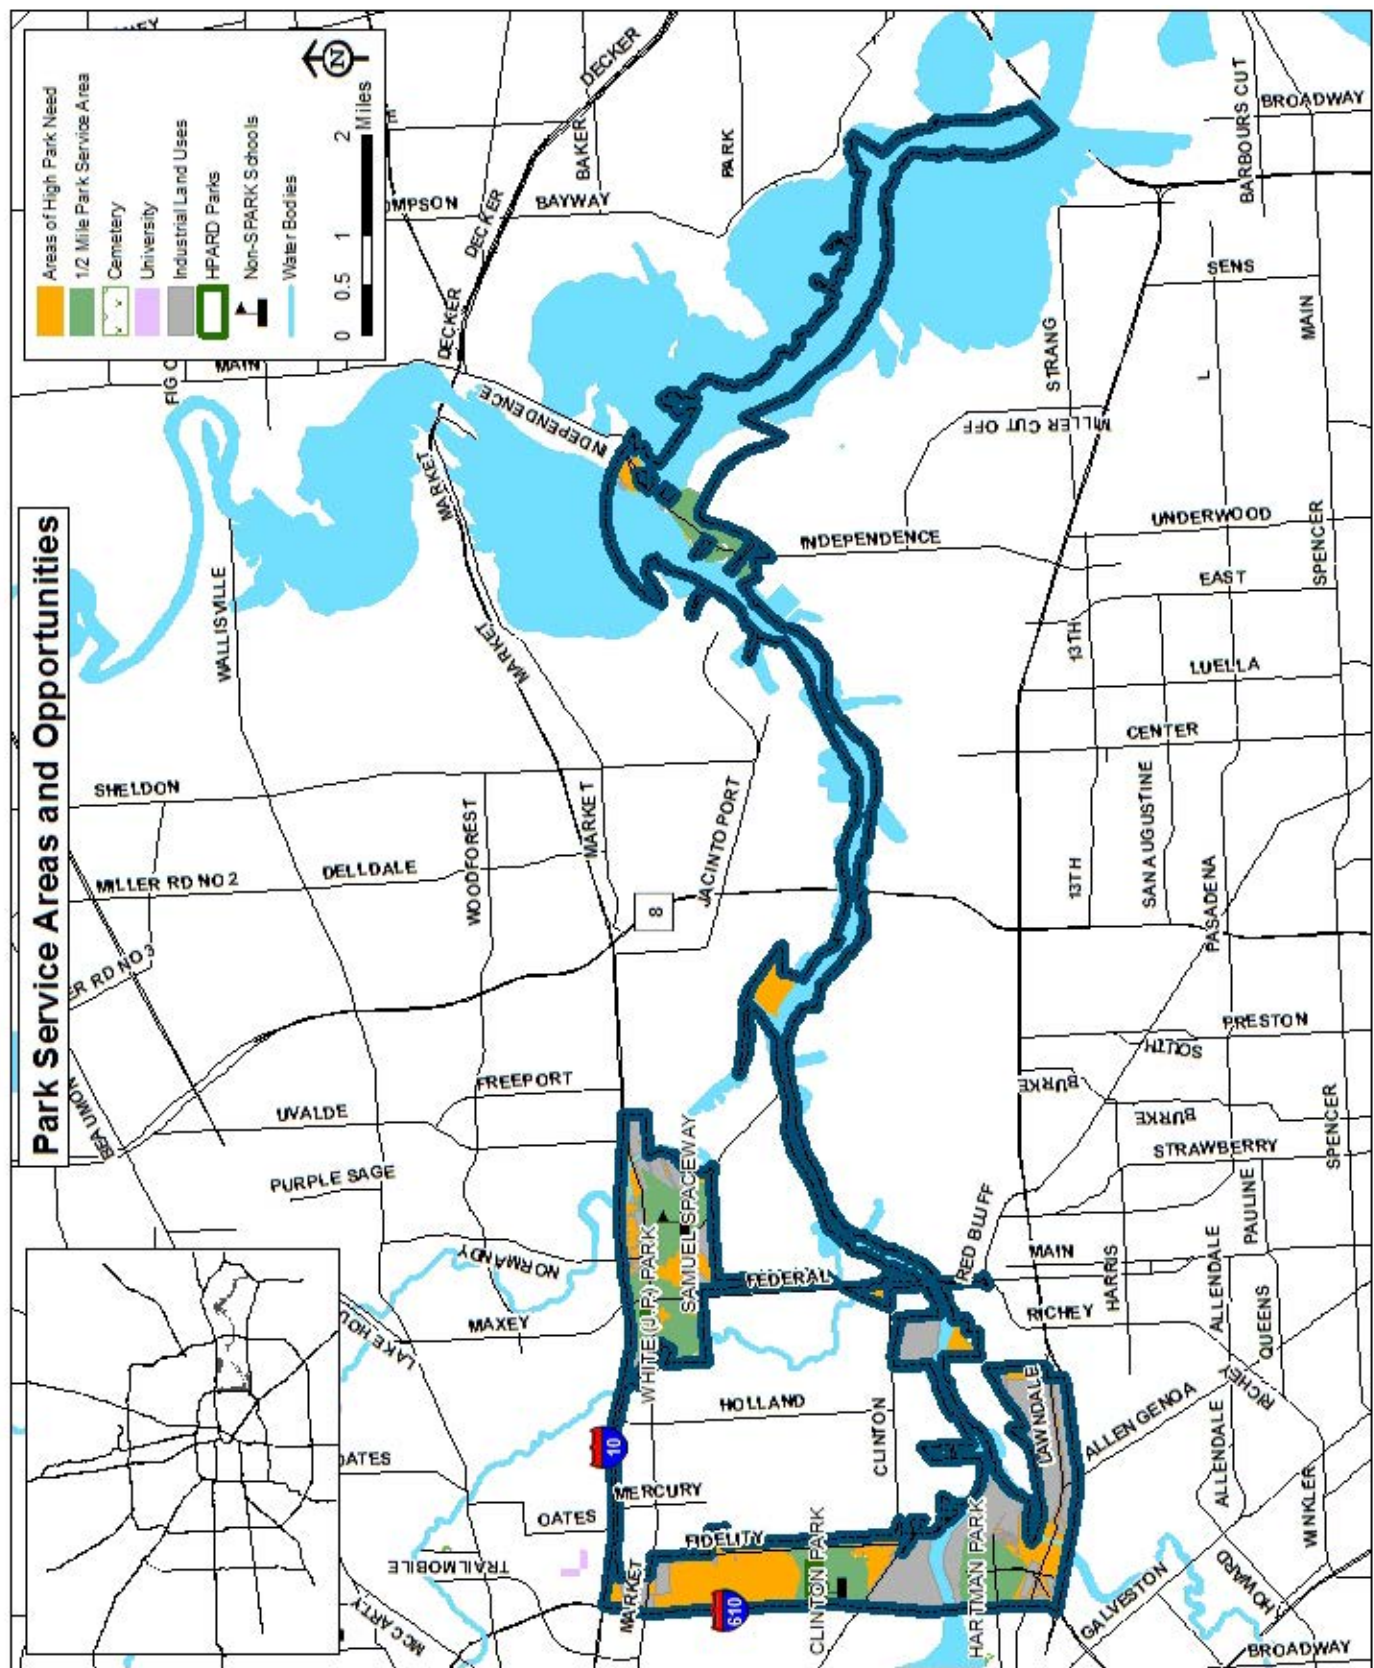 Park Service Areas and Opportunities
Areas of High Park Need
1/2 Mile Park Service Area
Cemetery
University
Industrial Land Uses
HPARD Parks
Non-SPARK Schools
Water Bodies
N
0 0.5 1 2
Miles
DECKER
BAKER
PARK
BAYWAY
DECKER
DECKER
MAIN
INDEPENDENCE
MARKET
WALLISVILLE
MARKET
SHELDON
MILLER RD NO 2
DELLDALE
WOODFOREST
MARKET
JACINTO PORT
8
ER RD NO 3
UVALDE
FREEPORT
PURPLE SAGE
NORMANDY
MAXEY
WHITE (J.P.) PARK
SAMUEL SPACEWAY
FEDERAL
RED BLUFF
HOLLAND
CLINTON
10
MERCURY
OATES
OATES
TRAILMOBILE
MCCARTY
MARKET
FIDELITY
610
CLINTON PARK
HARTMAN PARK
LAWNDALE
ALLEN GENOA
GALVESTON
HOWARD
BROADWAY
WINKLER
ALLENDALE
RICHEY
QUEENS
ALLENDALE
PAULINE
RICHEY
MAIN
HARRIS
STRAWBERRY
SPENCER
BURKE
BURKE
SOUTH
PRESTON
PASADENA
SAN AUGUSTINE
13TH
CENTER
LUELLA
13TH
EAST
SPENCER
UNDERWOOD
INDEPENDENCE
MILLER CUT OFF
STRANG
L
MAIN
SENS
BARBOURS CUT
BROADWAY